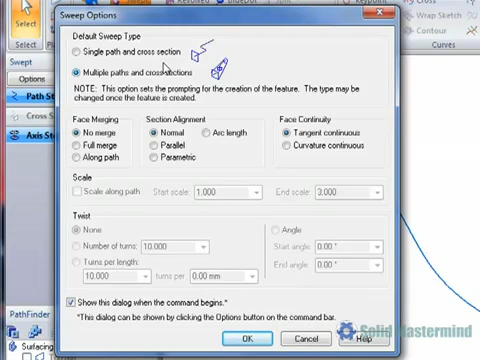 Sweep Options
Revolved
Keypoint
Cross
Wrap Sketch
Contour
Select
Select
Curves
Swept
Options
Path St
Cross S
Axis Ste
Default Sweep Type
Single path and cross section
Multiple paths and cross sections
NOTE: This option sets the prompting for the creation of the feature. The type may be
changed once the feature is created.
Face Merging
No merge
Full merge
Along path
Section Alignment
Normal
Arc length
Parallel
Parametric
Face Continuity
Tangent continuous
Curvature continuous
Scale
Scale along path
Start scale: 1.000
End scale: 3.000
Twist
None
Number of turns: 10.000
Turns per length:
10.000 turns per 0.00 mm
Angle
Start angle: 0.00 °
End angle: 0.00 °
Show this dialog when the command begins.*
*This dialog can be shown by clicking the Options button on the command bar.
OK
Cancel
Help
PathFinder
Surfacing
Solid Mastermind